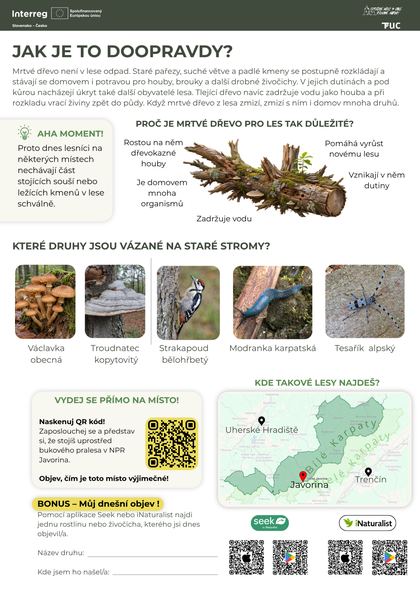 Interreg
Spolufinancovaný
Evropskou unií
Slovensko – Česko
TUC
JAK JE TO DOOPRAVDY?
Mrtvé dřevo není v lese odpad. Staré pařezy, suché větve a padlé kmeny se postupně rozkládají a
stávají se domovem i potravou pro houby, brouky a další drobné živočichy. V jejich dutinách a pod
kůrou nacházejí úkryt také další obyvatelé lesa. Tlející dřevo navíc zadržuje vodu jako houba a při
rozkladu vrací živiny zpět do půdy. Když mrtvé dřevo z lesa zmizí, zmizí s ním i domov mnoha druhů.
AHA MOMENT!
Proto dnes lesníci na
některých místech
nechávají část
stojících souší nebo
ležících kmenů v lese
schválně.
PROČ JE MRTVÉ DŘEVO PRO LES TAK DŮLEŽITÉ?
Rostou na něm
dřevokazné
houby
Pomáhá vyrůst
novému lesu
Je domovem
mnoha
organismů
Vznikají v něm
dutiny
Zadržuje vodu
KTERÉ DRUHY JSOU VÁZANÉ NA STARÉ STROMY?
Václavka
obecná
Troudnatec
kopytovitý
Strakapoud
bělohřbetý
Modranka karpatská
Tesařík alpský
VYDEJ SE PŘÍMO NA MÍSTO!
Naskenuj QR kód!
Zaposlouchej se a představ
si, že stojíš uprostřed
bukového pralesa v NPR
Javorina.
Objev, čím je toto místo výjimečné!
KDE TAKOVÉ LESY NAJDEŠ?
Uherské Hradiště
Bílé Karpaty
Biele Karpaty
Javorina
Trenčín
BONUS – Můj dnešní objev !
Pomocí aplikace Seek nebo iNaturalist najdi
jednu rostlinu nebo živočicha, kterého jsi dnes
objevil/a.
Název druhu:
Kde jsem ho našel/a:
seek
iNaturalist